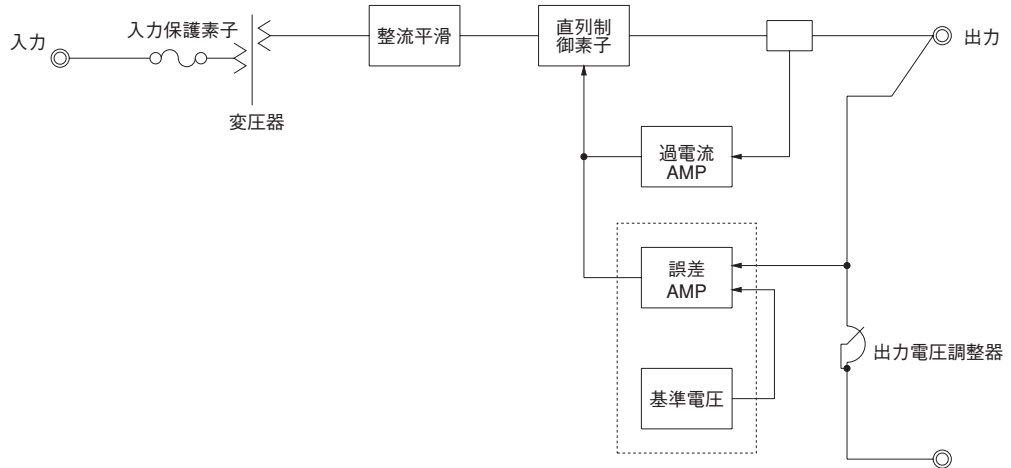 入力
入力保護素子
変圧器
整流平滑
直列制
御素子
出力
過電流
AMP
誤差
AMP
基準電圧
出力電圧調整器